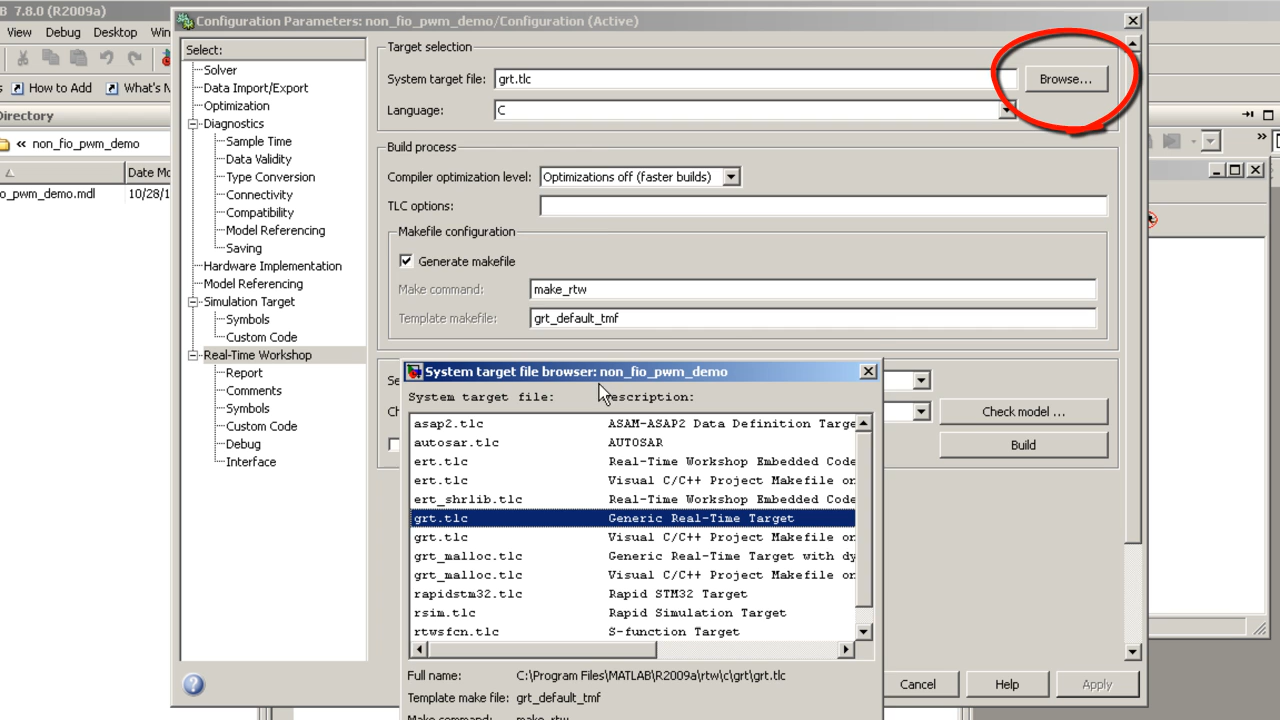 B 7.8.0 (R2009a)
View Debug Desktop Win
How to Add What's N
Directory
« non_fio_pwm_demo
Date Mo
o_pwm_demo.mdl 10/28/1
Configuration Parameters: non_fio_pwm_demo/Configuration (Active)
Select:
Solver
Data Import/Export
Optimization
Diagnostics
Sample Time
Data Validity
Type Conversion
Connectivity
Compatibility
Model Referencing
Saving
Hardware Implementation
Model Referencing
Simulation Target
Symbols
Custom Code
Real-Time Workshop
Report
Comments
Symbols
Custom Code
Debug
Interface
Target selection
System target file: grt.tlc Browse...
Language: C
Build process
Compiler optimization level: Optimizations off (faster builds)
TLC options:
Makefile configuration
Generate makefile
Make command: make_rtw
Template makefile: grt_default_tmf
Se
Ch
Check model ...
Build
System target file browser: non_fio_pwm_demo
System target file: escription:
asap2.tlc ASAM-ASAP2 Data Definition Targe
autosar.tlc AUTOSAR
ert.tlc Real-Time Workshop Embedded Code
ert.tlc Visual C/C++ Project Makefile on
ert_shrlib.tlc Real-Time Workshop Embedded Code
grt.tlc Generic Real-Time Target
grt.tlc Visual C/C++ Project Makefile on
grt_malloc.tlc Generic Real-Time Target with dy
grt_malloc.tlc Visual C/C++ Project Makefile on
rapidstm32.tlc Rapid STM32 Target
rsim.tlc Rapid Simulation Target
rtwsfcn.tlc S-function Target
Full name: C:\Program Files\MATLAB\R2009a\rtw\c\grt\grt.tlc
Template make file: grt_default_tmf
Make command: make_rtw
Cancel Help Apply